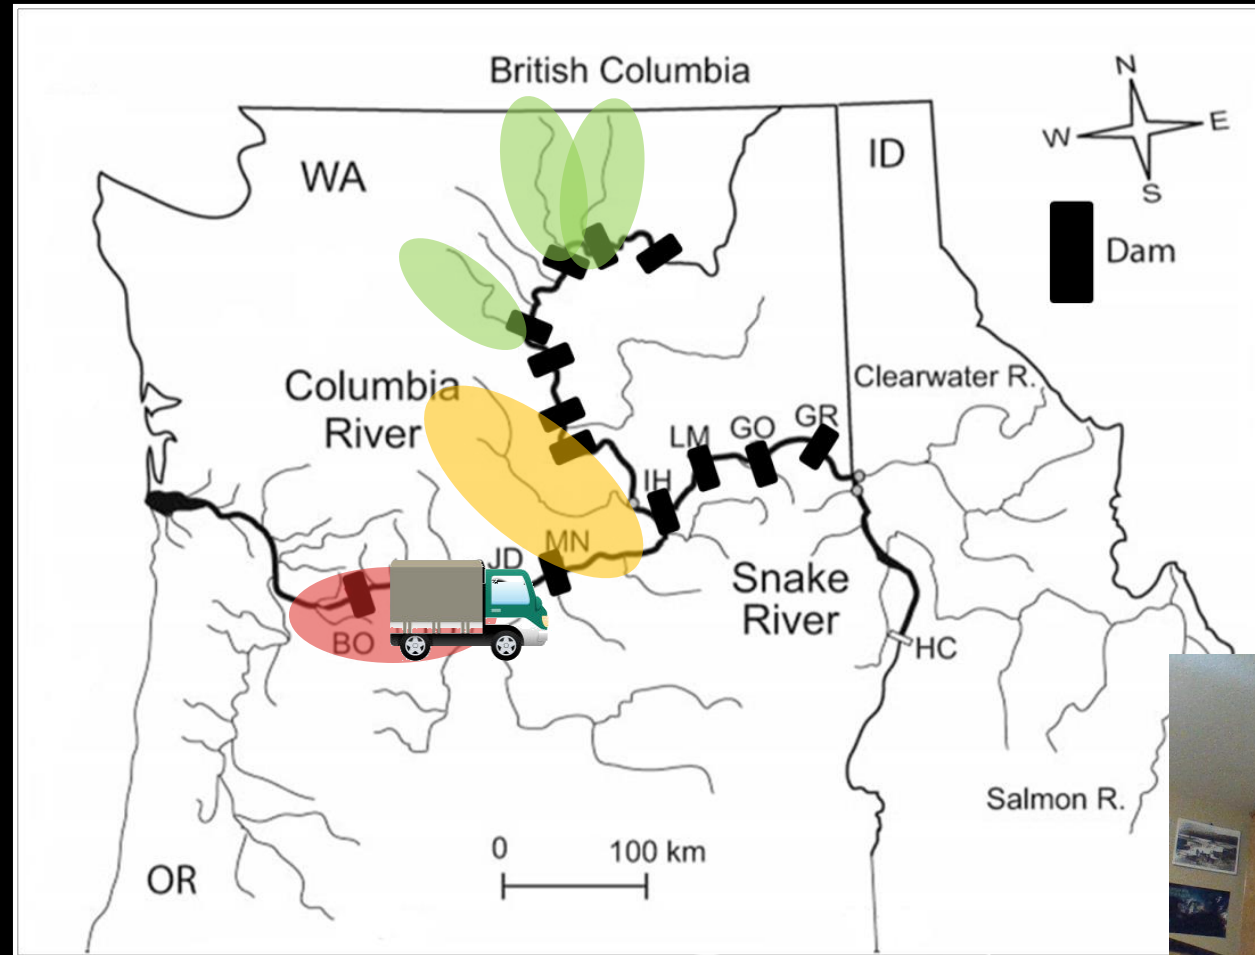 British Columbia
N
W
E
S
WA
ID
Dam
Columbia
River
Clearwater R.
LM
GO
GR
IH
MN
JD
BO
Snake
River
HC
Salmon R.
0
100 km
OR